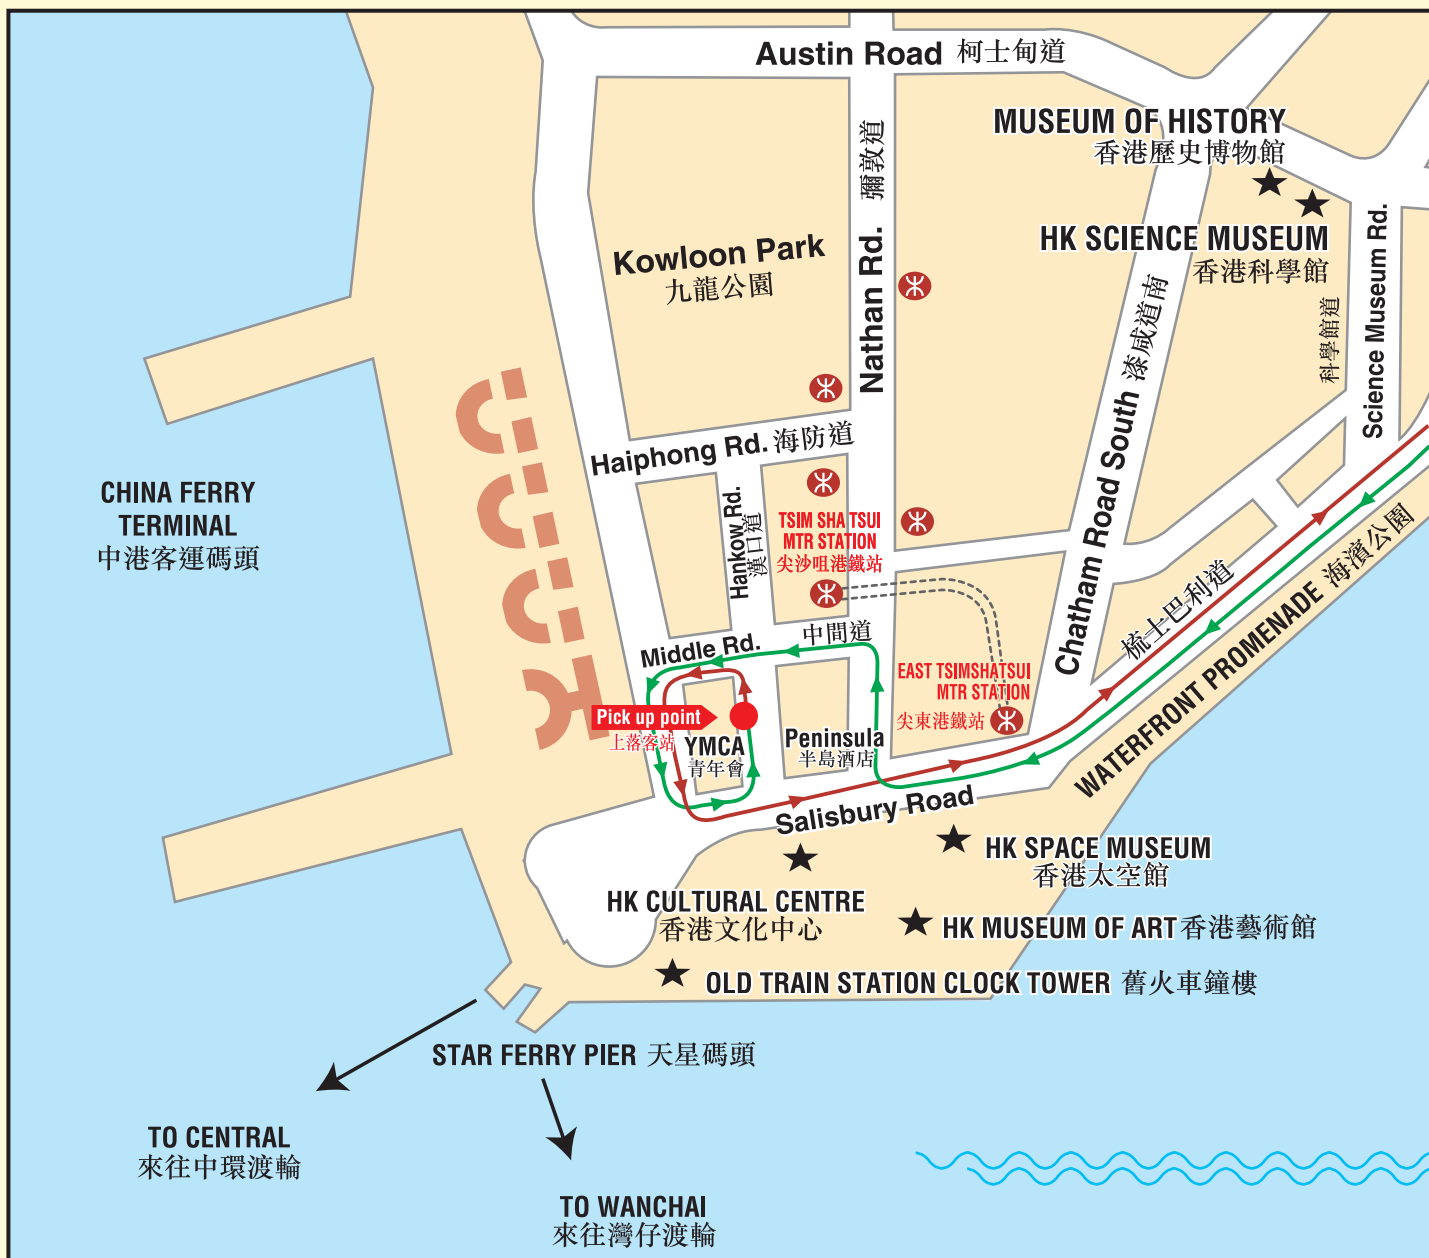 Austin Road 柯士甸道
MUSEUM OF HISTORY
香港歷史博物館
彌敦道
Nathan Rd.
Kowloon Park
九龍公園
HK SCIENCE MUSEUM
香港科學館
Science Museum Rd.
科學館道
Chatham Road South 漆咸道南
Haiphong Rd. 海防道
CHINA FERRY
TERMINAL
中港客運碼頭
Hankow Rd.
漢口道
TSIM SHA TSUI
MTR STATION
尖沙咀港鐵站
Middle Rd. 中間道
梳士巴利道
WATERFRONT PROMENADE 海濱公園
EAST TSIMSHATSUI
MTR STATION
尖東港鐵站
Pick up point
上落客站
YMCA
青年會
Peninsula
半島酒店
Salisbury Road
HK SPACE MUSEUM
香港太空館
HK CULTURAL CENTRE
香港文化中心
HK MUSEUM OF ART 香港藝術館
OLD TRAIN STATION CLOCK TOWER 舊火車鐘樓
STAR FERRY PIER 天星碼頭
TO CENTRAL
來往中環渡輪
TO WANCHAI
來往灣仔渡輪